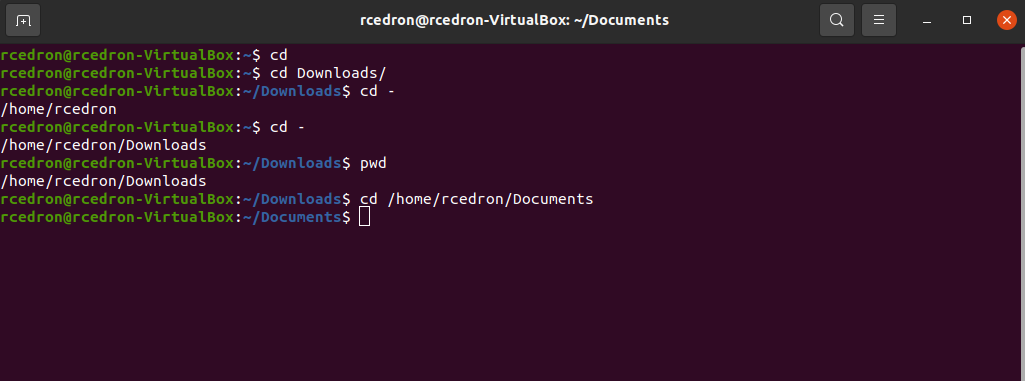 rcedron@rcedron-VirtualBox: ~/Documents
rcedron@rcedron-VirtualBox:~$ cd
rcedron@rcedron-VirtualBox:~$ cd Downloads/
rcedron@rcedron-VirtualBox:~/Downloads$ cd -
/home/rcedron
rcedron@rcedron-VirtualBox:~$ cd -
/home/rcedron/Downloads
rcedron@rcedron-VirtualBox:~/Downloads$ pwd
/home/rcedron/Downloads
rcedron@rcedron-VirtualBox:~/Downloads$ cd /home/rcedron/Documents
rcedron@rcedron-VirtualBox:~/Documents$